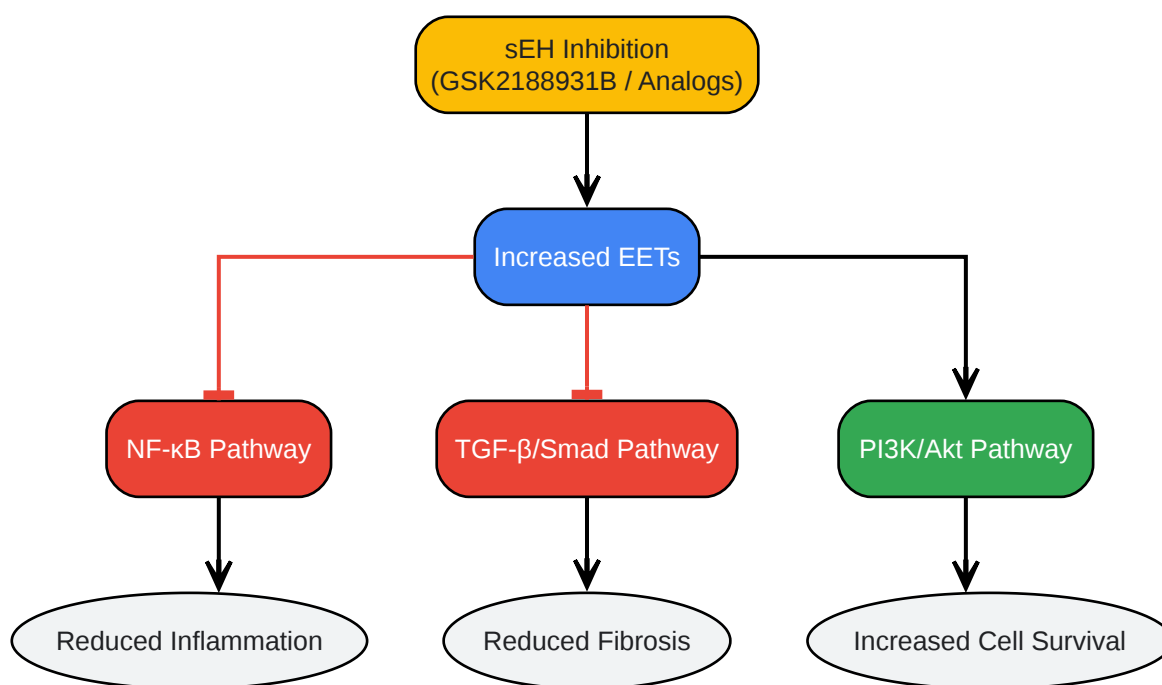 sEH Inhibition
(GSK2188931B / Analogs)
Increased EETs
NF-κB Pathway
TGF-β/Smad Pathway
PI3K/Akt Pathway
Reduced Inflammation
Reduced Fibrosis
Increased Cell Survival